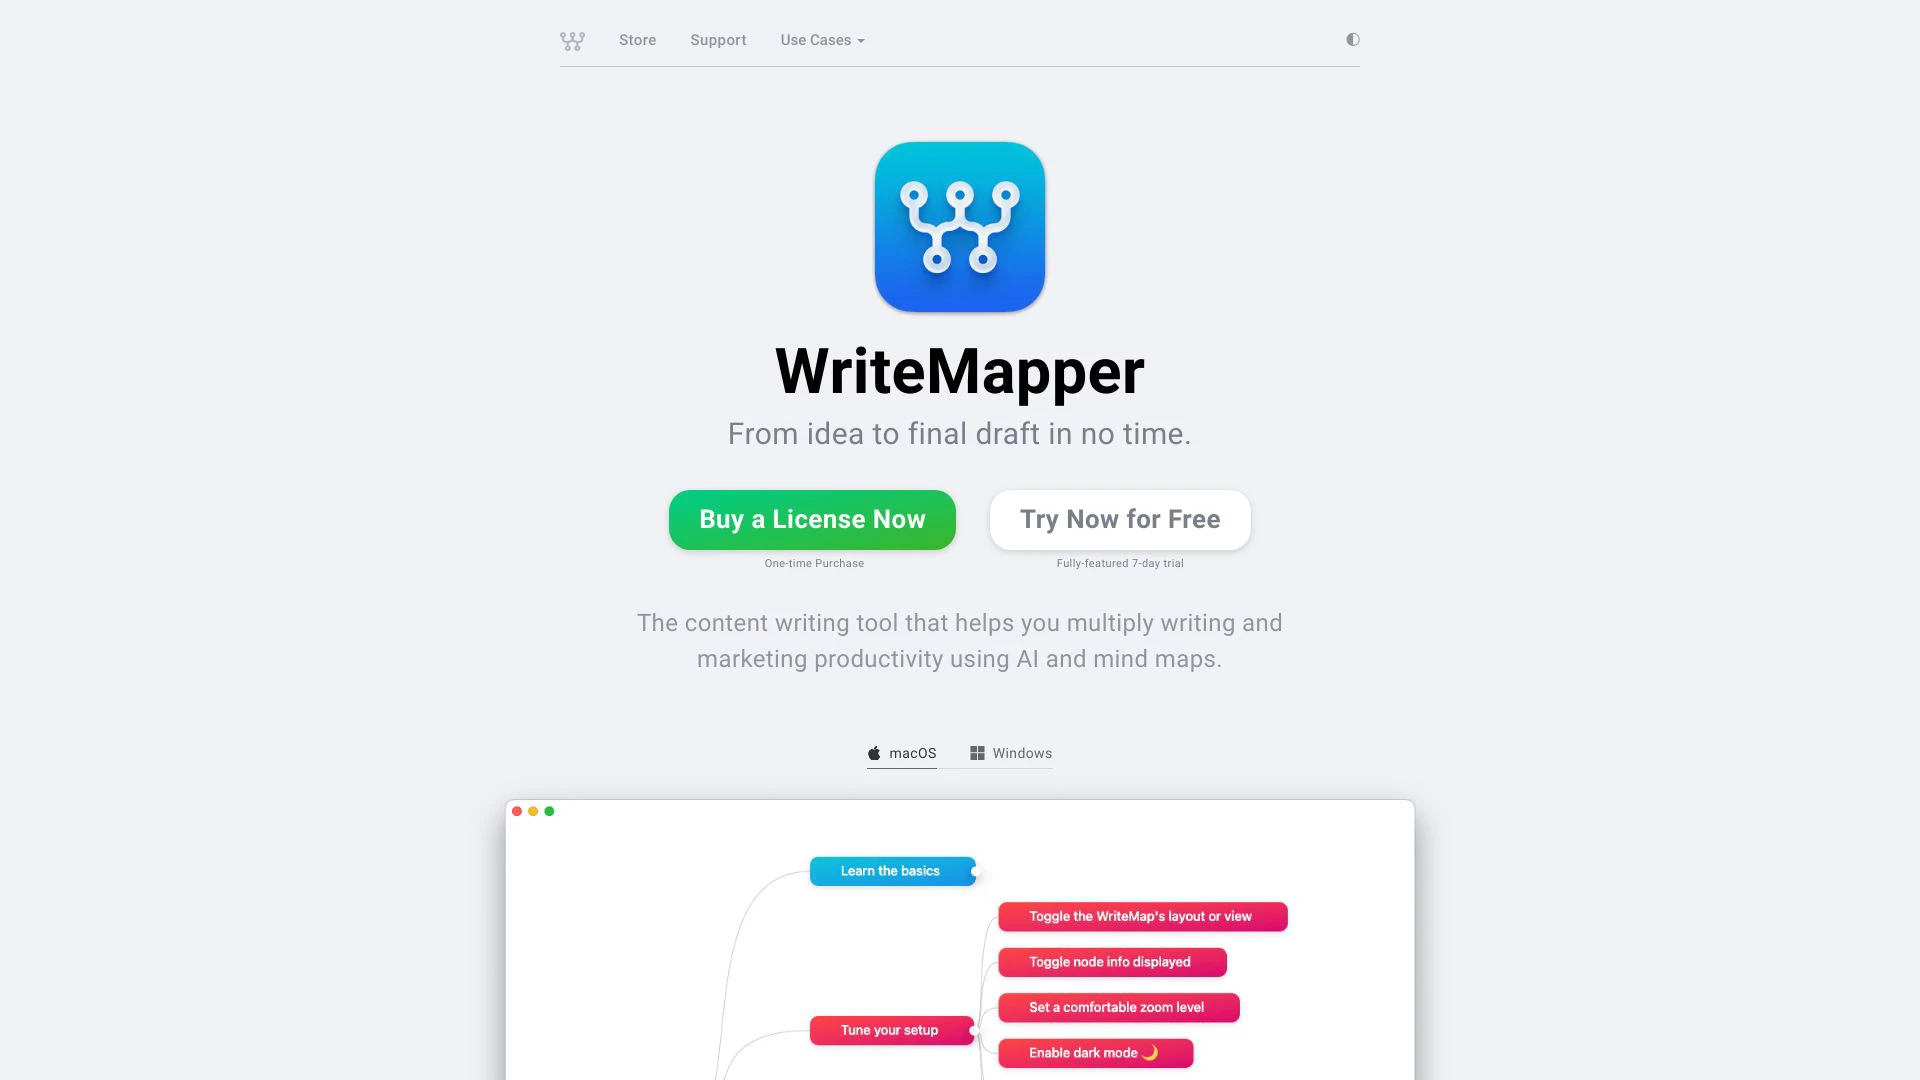 Store Support Use Cases
WriteMapper
From idea to final draft in no time.
Buy a License Now
One-time Purchase
Try Now for Free
Fully-featured 7-day trial
The content writing tool that helps you multiply writing and
marketing productivity using AI and mind maps.
macOS Windows
Learn the basics
Toggle the WriteMap's layout or view
Toggle node info displayed
Set a comfortable zoom level
Tune your setup
Enable dark mode 🌙